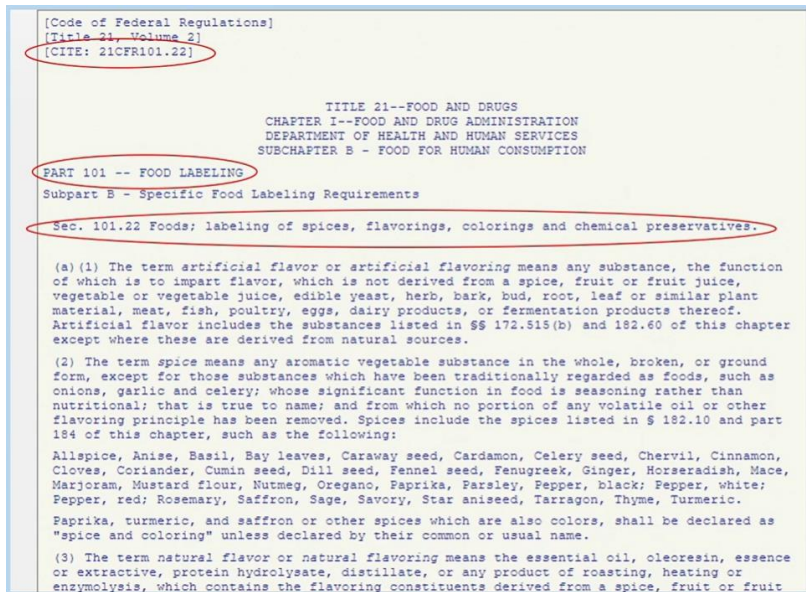 [Code of Federal Regulations]
[Title 21, Volume 2]
[CITE: 21CFR101.22]
TITLE 21--FOOD AND DRUGS
CHAPTER I--FOOD AND DRUG ADMINISTRATION
DEPARTMENT OF HEALTH AND HUMAN SERVICES
SUBCHAPTER B - FOOD FOR HUMAN CONSUMPTION
PART 101 -- FOOD LABELING
Subpart B - Specific Food Labeling Requirements
Sec. 101.22 Foods; labeling of spices, flavorings, colorings and chemical preservatives.
(a)(1) The term artificial flavor or artificial flavoring means any substance, the function
of which is to impart flavor, which is not derived from a spice, fruit or fruit juice,
vegetable or vegetable juice, edible yeast, herb, bark, bud, root, leaf or similar plant
material, meat, fish, poultry, eggs, dairy products, or fermentation products thereof.
Artificial flavor includes the substances listed in §§ 172.515(b) and 182.60 of this chapter
except where these are derived from natural sources.
(2) The term spice means any aromatic vegetable substance in the whole, broken, or ground
form, except for those substances which have been traditionally regarded as foods, such as
onions, garlic and celery; whose significant function in food is seasoning rather than
nutritional; that is true to name; and from which no portion of any volatile oil or other
flavoring principle has been removed. Spices include the spices listed in § 182.10 and part
184 of this chapter, such as the following:
Allspice, Anise, Basil, Bay leaves, Caraway seed, Cardamon, Celery seed, Chervil, Cinnamon,
Cloves, Coriander, Cumin seed, Dill seed, Fennel seed, Fenugreek, Ginger, Horseradish, Mace,
Marjoram, Mustard flour, Nutmeg, Oregano, Paprika, Parsley, Pepper, black; Pepper, white;
Pepper, red; Rosemary, Saffron, Sage, Savory, Star aniseed, Tarragon, Thyme, Turmeric.
Paprika, turmeric, and saffron or other spices which are also colors, shall be declared as
"spice and coloring" unless declared by their common or usual name.
(3) The term natural flavor or natural flavoring means the essential oil, oleoresin, essence
or extractive, protein hydrolysate, distillate, or any product of roasting, heating or
enzymolysis, which contains the flavoring constituents derived from a spice, fruit or fruit